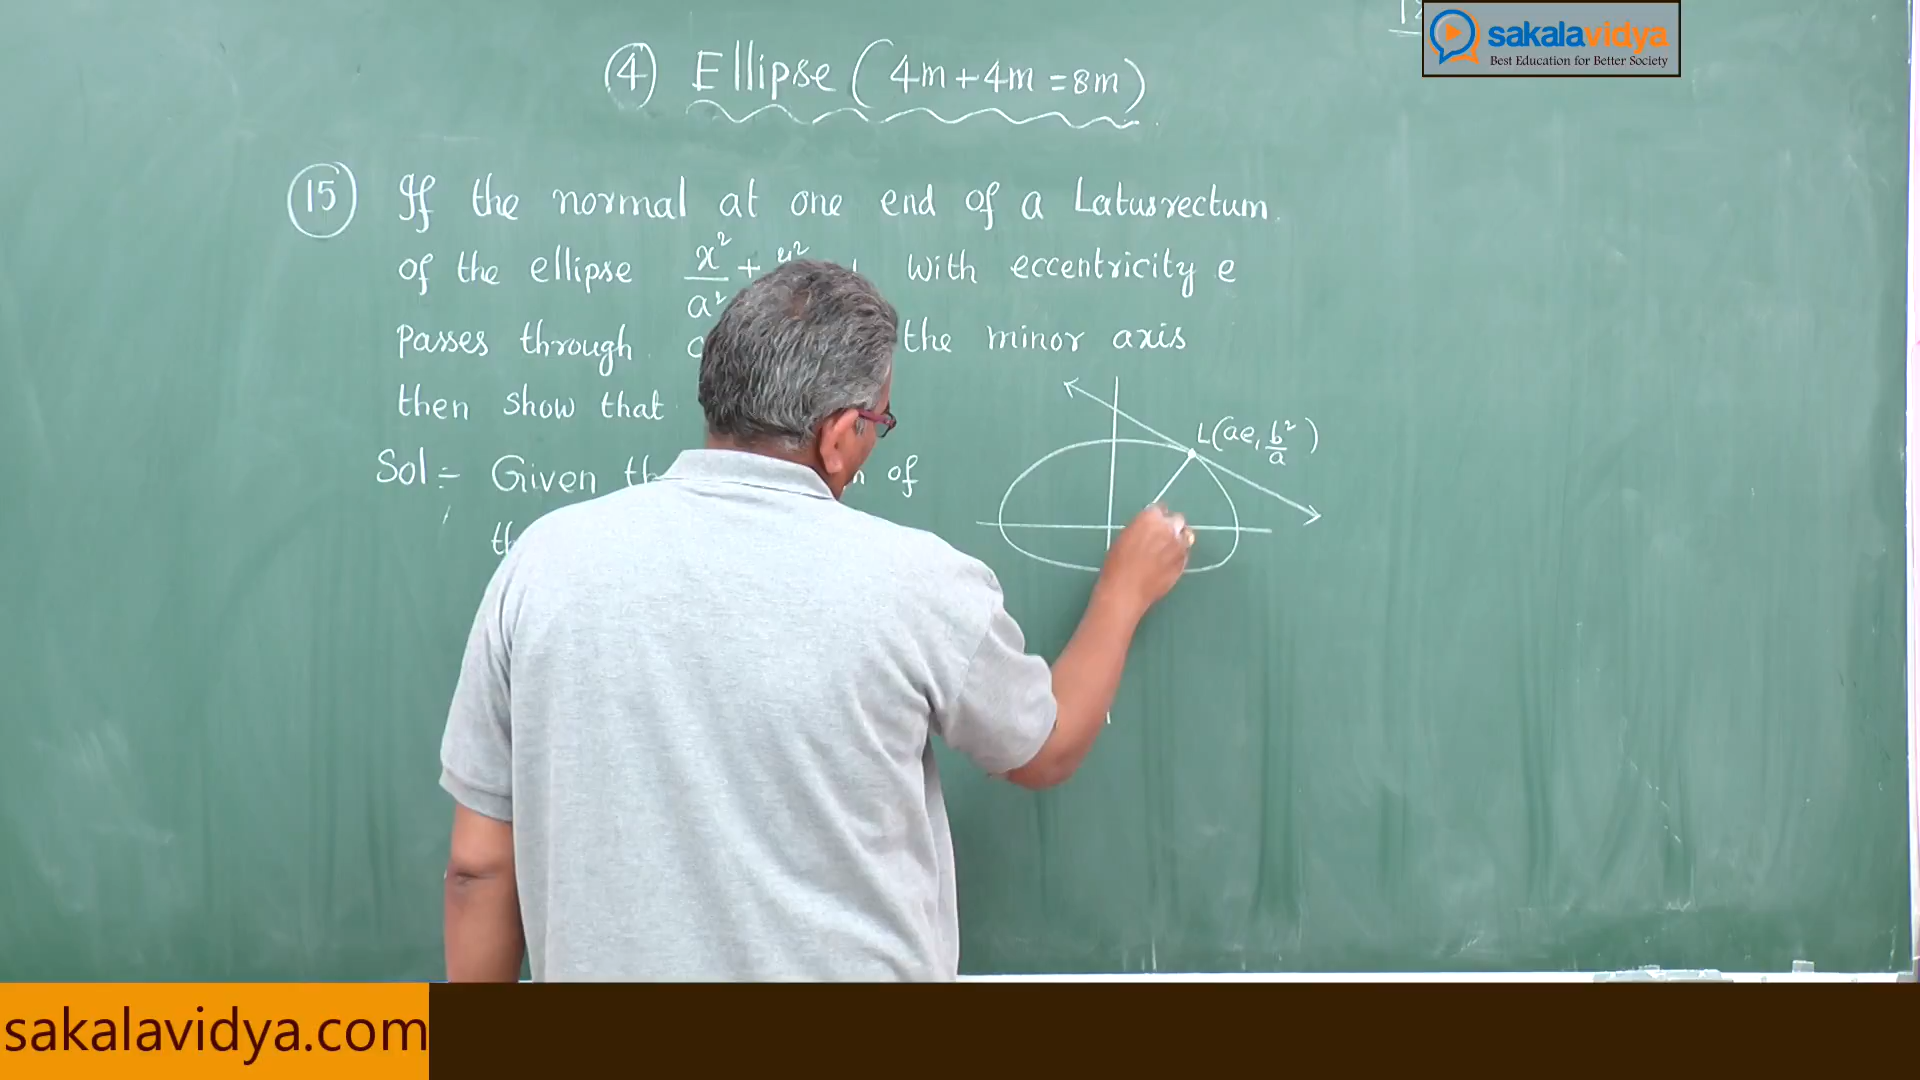 sakalavidya
Best Education for Better Society
④ Ellipse (4m+4m=8m)
⑮ If the normal at one end of a Latusrectum
of the ellipse x²/a² + with eccentricity e
Passes through the minor axis
then show that
L(ae, b²/a)
Sol:- Given of
sakalavidya.com